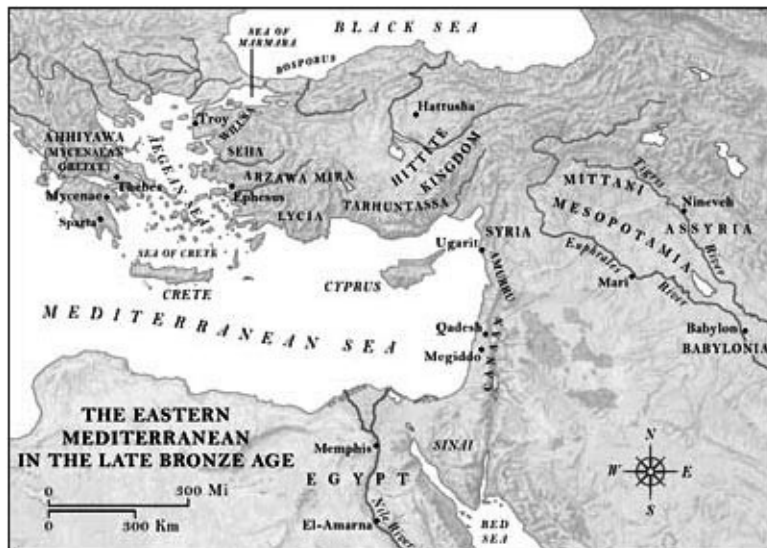 BLACK SEA
SEA OF
MARMARA
BOSPORUS
Hattusha
Troy
WILUSA
AHHIYAWA
(MYCENAEAN
GREECE)
AEGEAN SEA
SEHA
HITTITE
KINGDOM
Thebes
ARZAWA MIRA
Mycenae
Ephesus
TARHUNTASSA
LYCIA
Sparta
MITTANI
Tigris
River
Nineveh
ASSYRIA
MESOPOTAMIA
SEA OF CRETE
CRETE
CYPRUS
Ugarit
SYRIA
AMURRU
Euphrates
River
Mari
MEDITERRANEAN SEA
Qadesh
Megiddo
CANAAN
Babylon
BABYLONIA
THE EASTERN
MEDITERRANEAN
IN THE LATE BRONZE AGE
0 300 Mi
0 300 Km
Memphis
SINAI
EGYPT
Nile River
El-Amarna
RED
SEA
N
W E
S